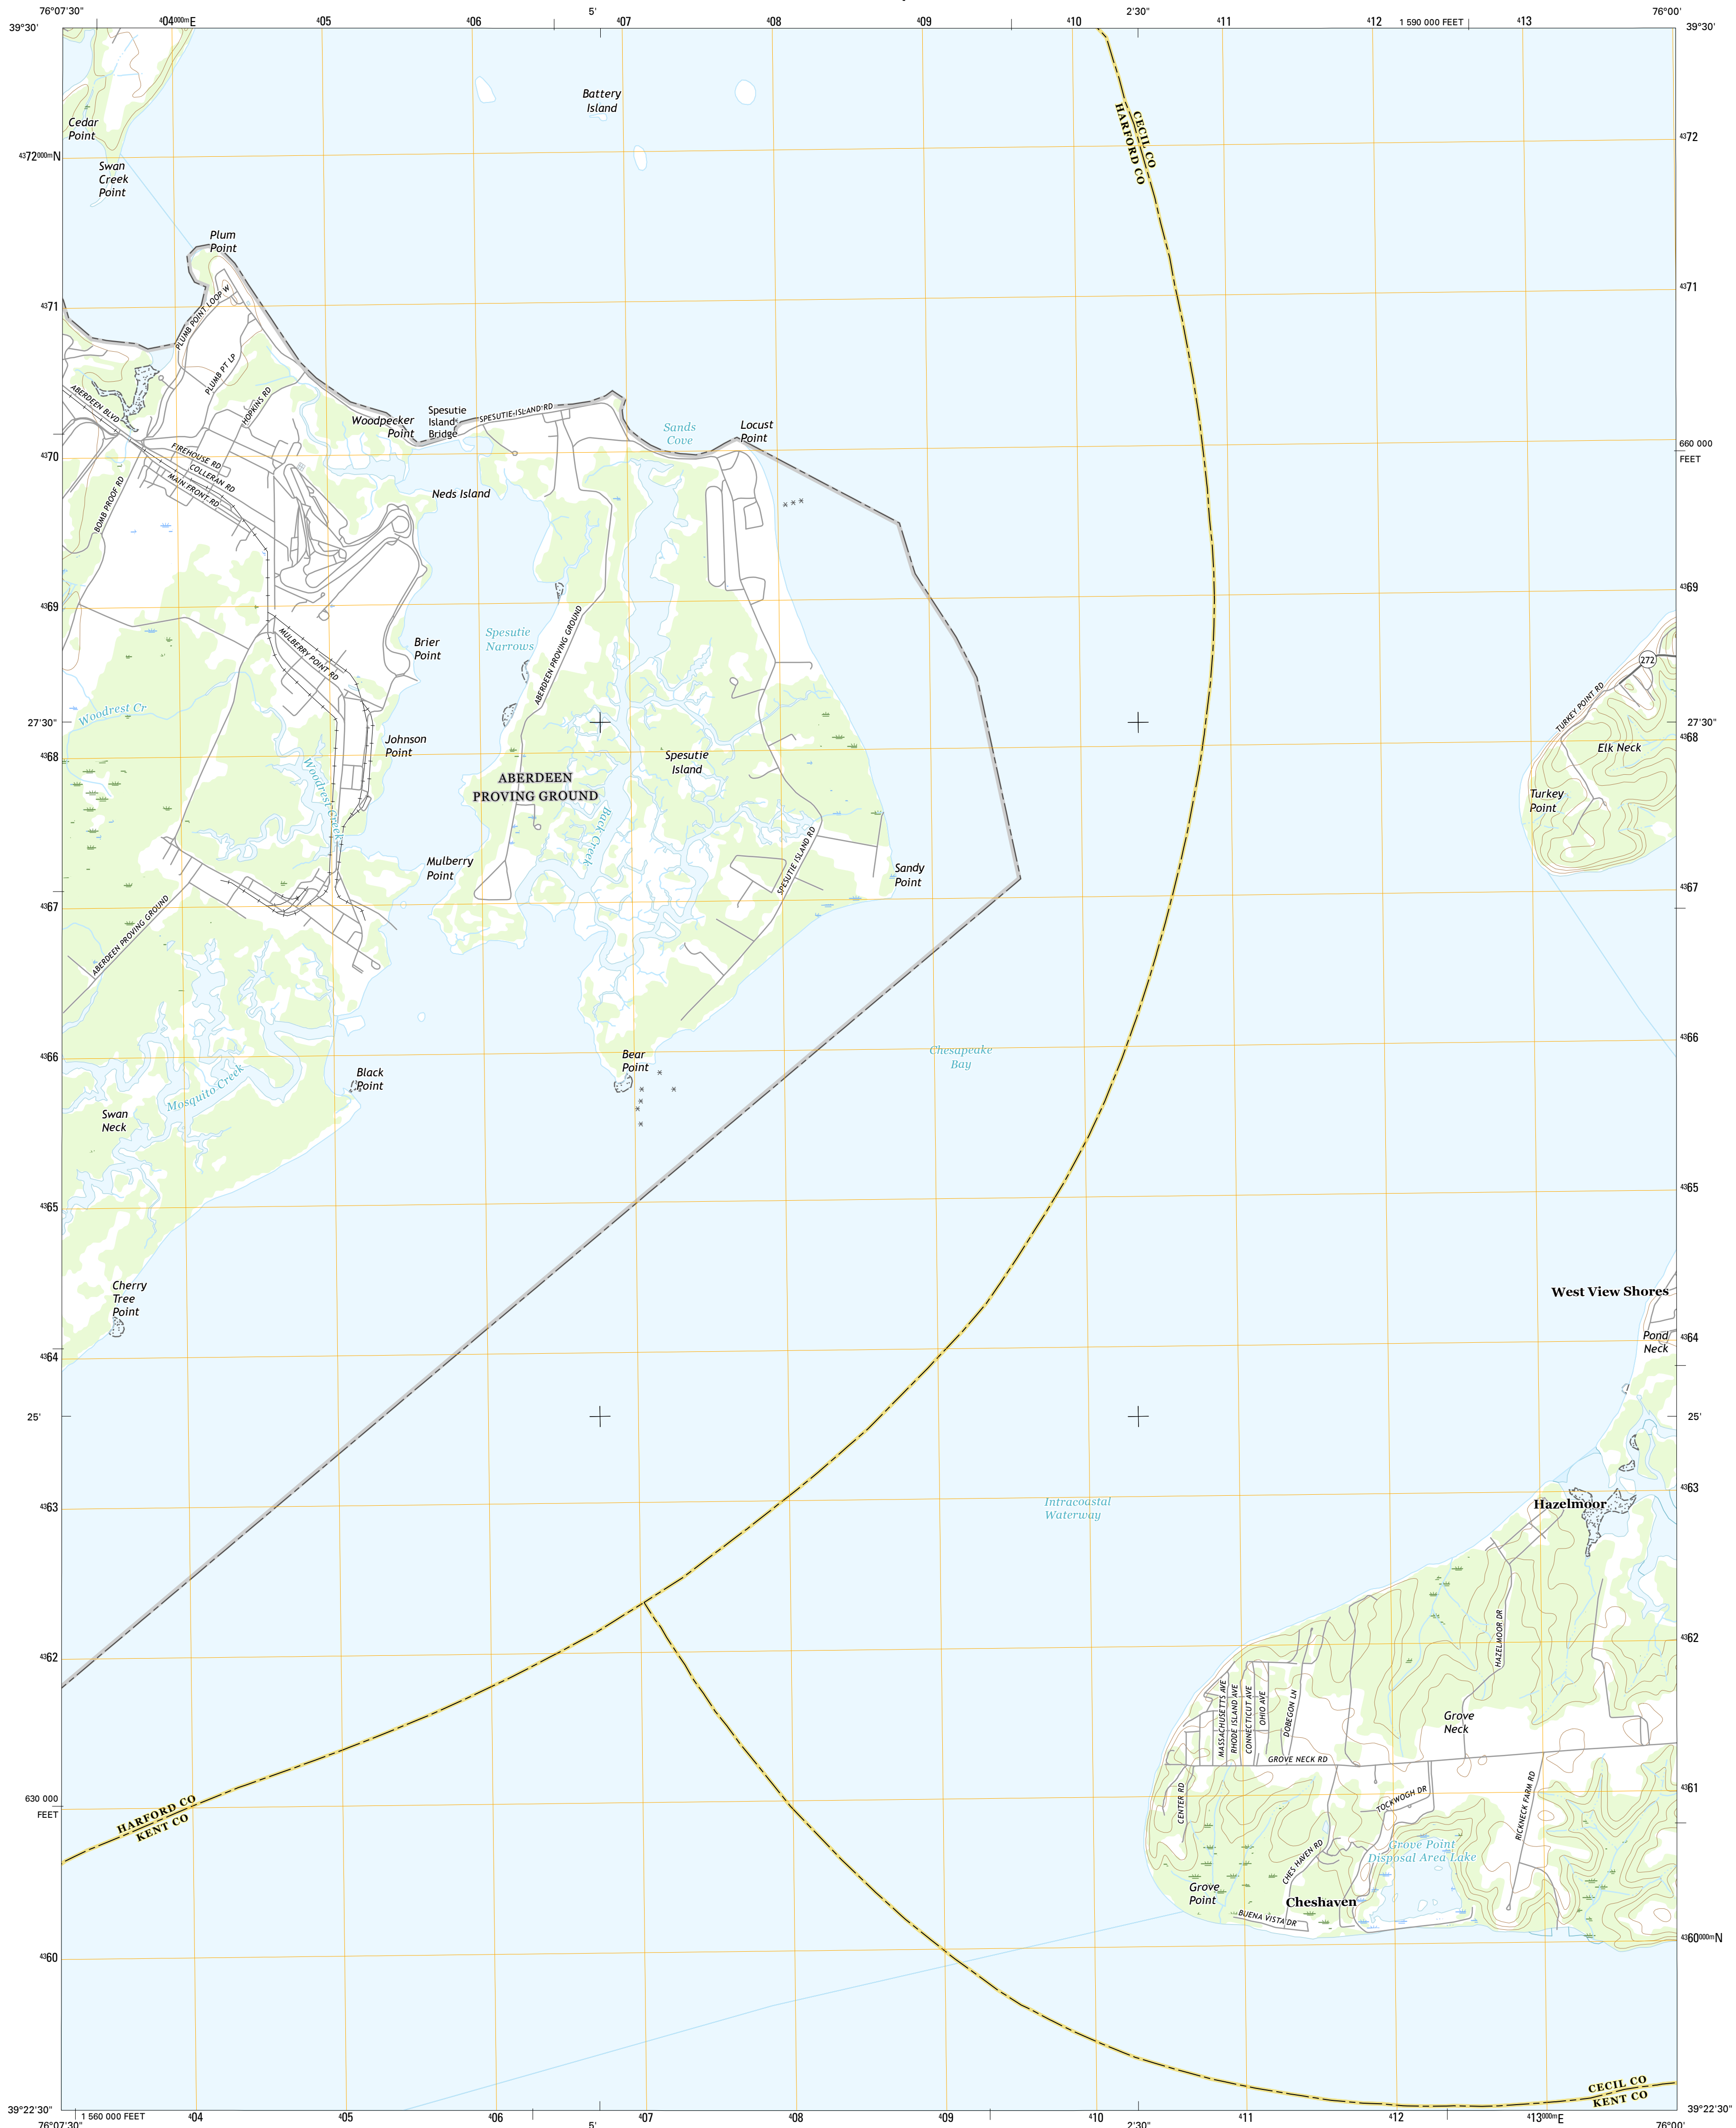 76°07'30"
404000mE
405
406
5'
407
408
409
410
2'30"
411
412
1 590 000 FEET
413
76°00'
39°30'
39°30'
Battery
Island
Cedar
Point
CECIL CO
HARFORD CO
4372
4372000mN
Swan
Creek
Point
Plum
Point
4371
4371
PLUMB POINT LOOP W
PLUMB PT LP
HOPKINS RD
ABERDEEN BLVD
Woodpecker
Point
Spesutie
Island
Bridge
SPESUTIE ISLAND RD
Sands
Cove
Locust
Point
660 000
FEET
4370
FIREHOUSE RD
COLLERAN RD
MAIN FRONT RD
BOMB PROOF RD
Neds Island
4369
4369
MULBERRY POINT RD
Brier
Point
Spesutie
Narrows
ABERDEEN PROVING GROUND
272
TURKEY POINT RD
Elk Neck
Woodrest Cr
27'30"
27'30"
4368
4368
Johnson
Point
Woodrest Creek
Spesutie
Island
ABERDEEN
PROVING GROUND
Back Creek
Turkey
Point
Mulberry
Point
SPESUTIE ISLAND RD
Sandy
Point
4367
4367
ABERDEEN PROVING GROUND
4366
4366
Bear
Point
Chesapeake
Bay
Black
Point
Mosquito Creek
Swan
Neck
4365
4365
Cherry
Tree
Point
West View Shores
Pond
Neck
4364
4364
25'
25'
4363
4363
Intracoastal
Waterway
Hazelmoor
HAZELMOOR DR
4362
4362
MASSACHUSETTS AVE
RHODE ISLAND AVE
CONNECTICUT AVE
OHIO AVE
DOBEGON LN
Grove
Neck
GROVE NECK RD
CENTER RD
TOCKWOGH DR
RICKNECK FARM RD
4361
630 000
FEET
HARFORD CO
KENT CO
CHES HAVEN RD
Grove Point
Disposal Area Lake
Grove
Point
Cheshaven
BUENA VISTA DR
4360
4360000mN
CECIL CO
KENT CO
39°22'30"
39°22'30"
1 560 000 FEET
404
405
406
407
408
409
410
411
412
413000mE
76°07'30"
5'
2'30"
76°00'